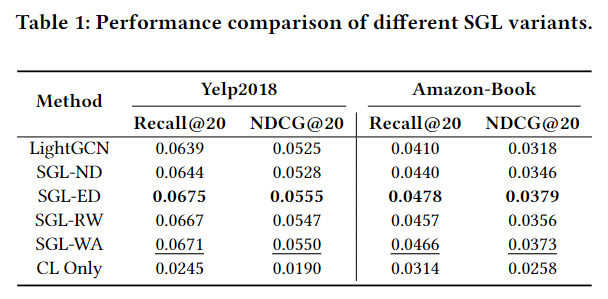 Table 1: Performance comparison of different SGL variants.
Method Yelp2018 Amazon-Book
Recall@20 NDCG@20 Recall@20 NDCG@20
LightGCN 0.0639 0.0525 0.0410 0.0318
SGL-ND 0.0644 0.0528 0.0440 0.0346
SGL-ED 0.0675 0.0555 0.0478 0.0379
SGL-RW 0.0667 0.0547 0.0457 0.0356
SGL-WA 0.0671 0.0550 0.0466 0.0373
CL Only 0.0245 0.0190 0.0314 0.0258